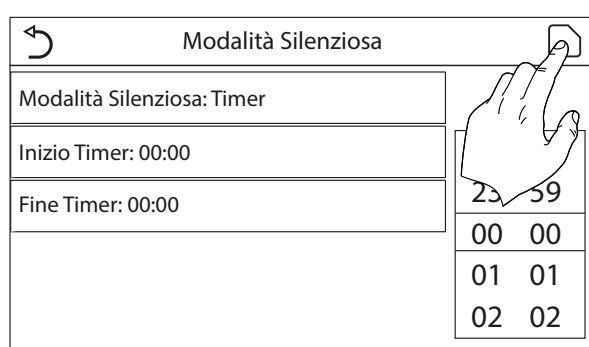 Modalità Silenziosa
Modalità Silenziosa: Timer
Inizio Timer: 00:00
Fine Timer: 00:00
23 59
00 00
01 01
02 02